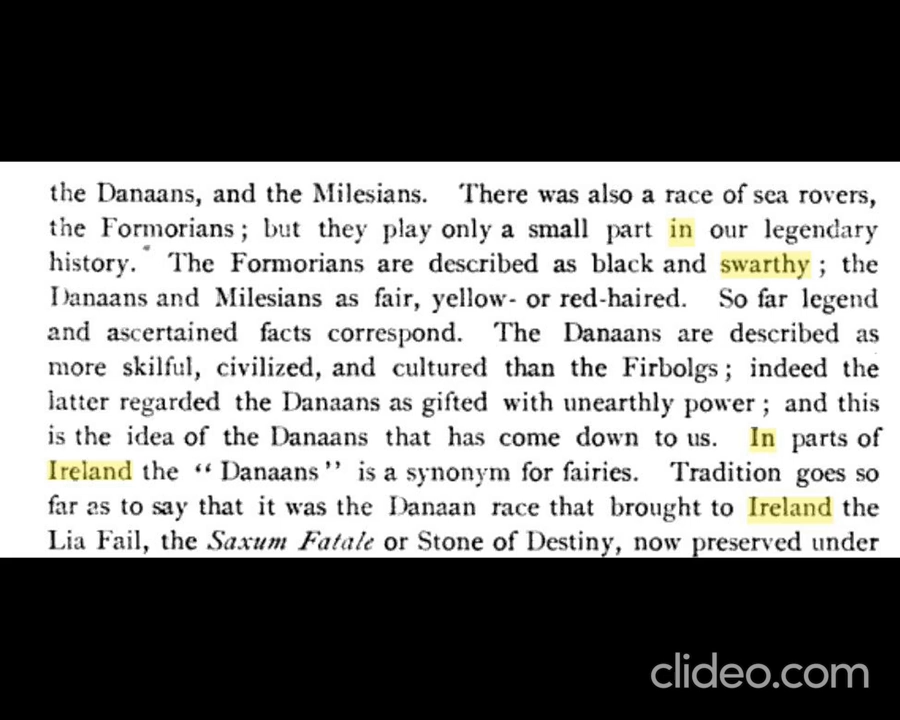 the Danaans, and the Milesians. There was also a race of sea rovers,
the Formorians; but they play only a small part in our legendary
history. The Formorians are described as black and swarthy; the
Danaans and Milesians as fair, yellow- or red-haired. So far legend
and ascertained facts correspond. The Danaans are described as
more skilful, civilized, and cultured than the Firbolgs; indeed the
latter regarded the Danaans as gifted with unearthly power; and this
is the idea of the Danaans that has come down to us. In parts of
Ireland the “Danaans” is a synonym for fairies. Tradition goes so
far as to say that it was the Danaan race that brought to Ireland the
Lia Fail, the Saxum Fatale or Stone of Destiny, now preserved under
clideo.com